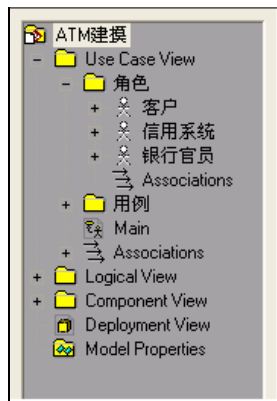 ATM建摸
Use Case View
角色
客户
信用系统
银行官员
Associations
用例
Main
Associations
Logical View
Component View
Deployment View
Model Properties